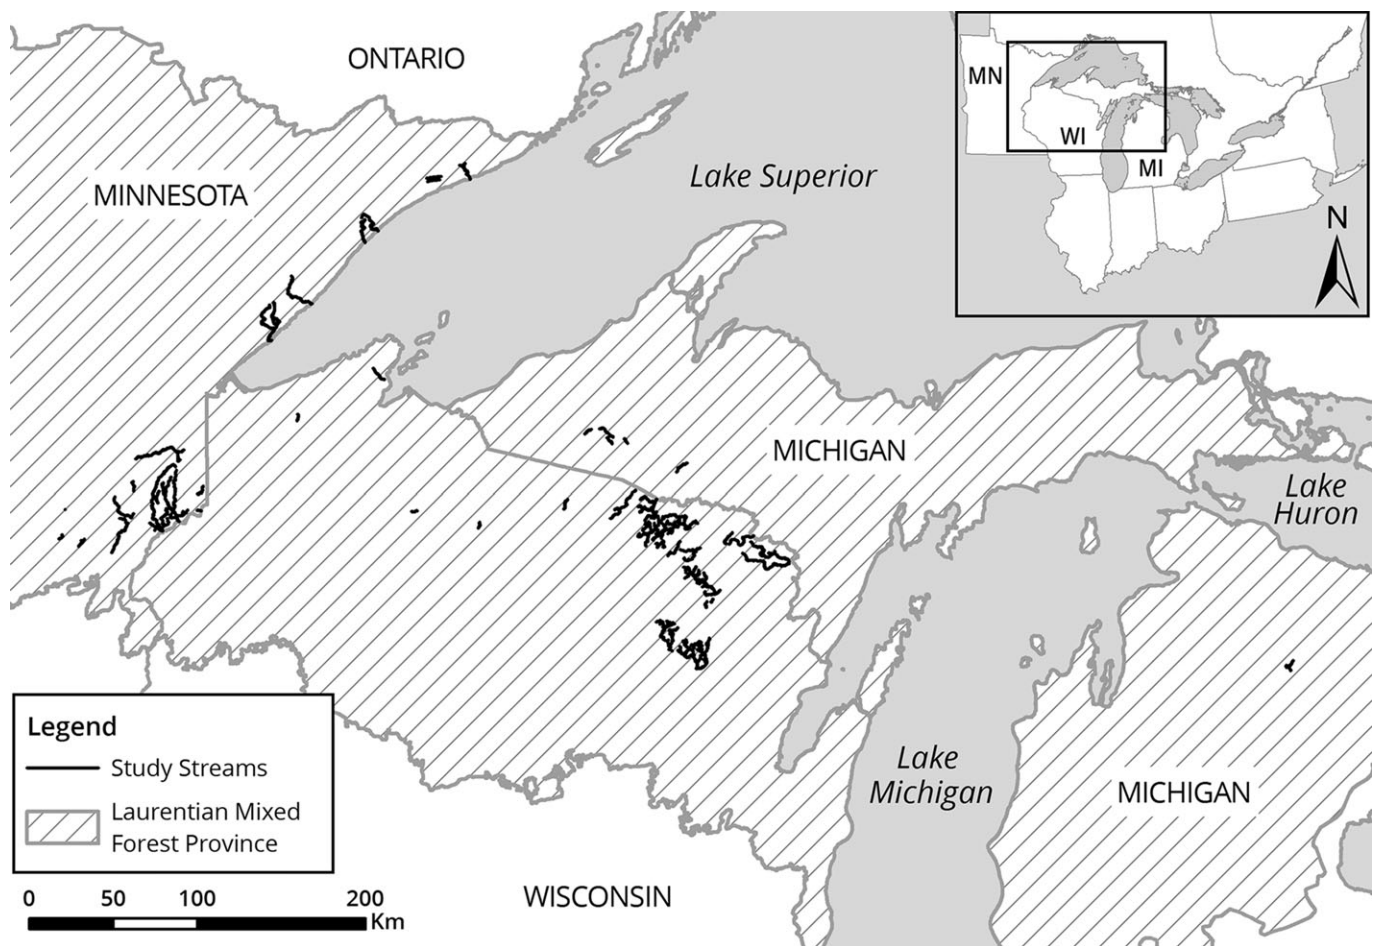 ONTARIO
MN
WI
MI
N
MINNESOTA
Lake Superior
MICHIGAN
Lake
Huron
Legend
Study Streams
Laurentian Mixed
Forest Province
Lake
Michigan
MICHIGAN
WISCONSIN
0 50 100 200
Km